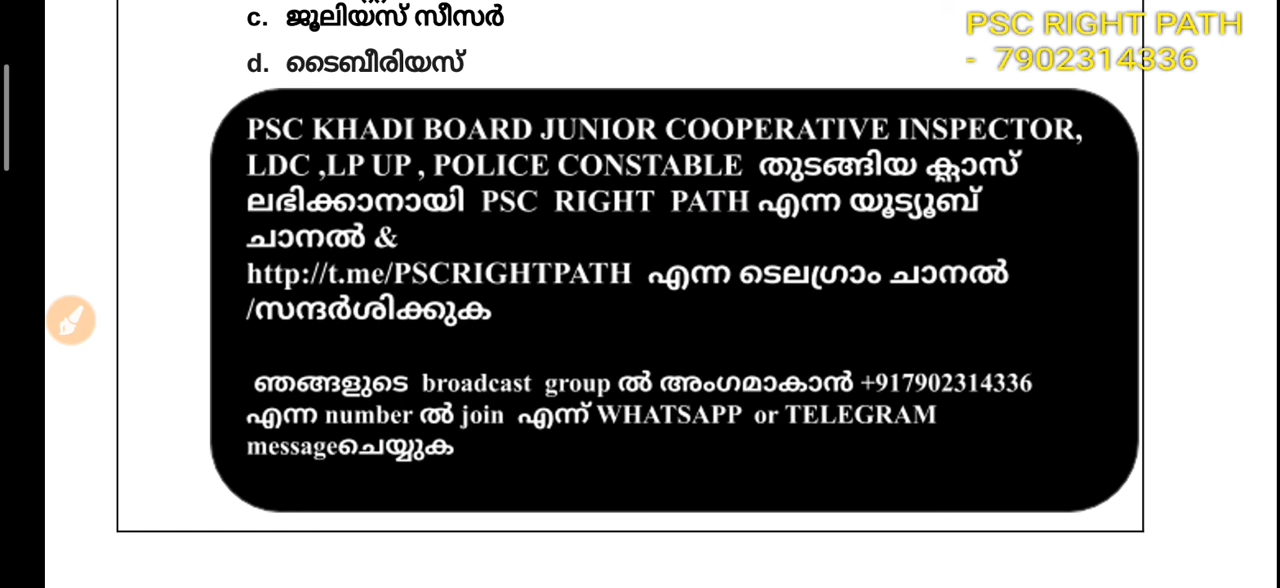 c. ജൂലിയസ് സീസർ
PSC RIGHT PATH
- 7902314336
d. ടൈബീരിയസ്
PSC KHADI BOARD JUNIOR COOPERATIVE INSPECTOR,
LDC ,LP UP , POLICE CONSTABLE തുടങ്ങിയ ക്ലാസ്
ലഭിക്കാനായി PSC RIGHT PATH എന്ന യൂട്യൂബ്
ചാനൽ &
http://t.me/PSCRIGHTPATH എന്ന ടെലഗ്രാം ചാനൽ
/സന്ദർശിക്കുക
ഞങ്ങളുടെ broadcast group ൽ അംഗമാകാൻ +917902314336
എന്ന number ൽ join എന്ന് WHATSAPP or TELEGRAM
messageചെയ്യുക